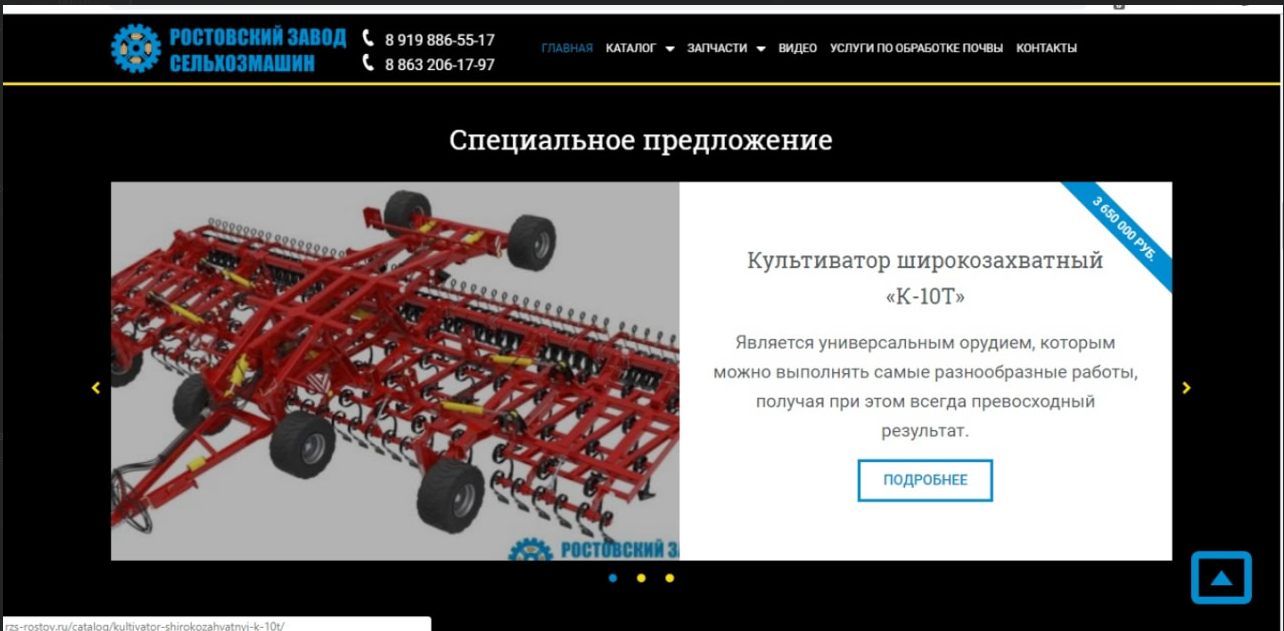 РОСТОВСКИЙ ЗАВОД
СЕЛЬХОЗМАШИН
8 919 886-55-17
8 863 206-17-97
ГЛАВНАЯ КАТАЛОГ ЗАПЧАСТИ ВИДЕО УСЛУГИ ПО ОБРАБОТКЕ ПОЧВЫ КОНТАКТЫ
Специальное предложение
3 650 000 РУБ.
Культиватор широкозахватный
«К-10Т»
Является универсальным орудием, которым
можно выполнять самые разнообразные работы,
получая при этом всегда превосходный
результат.
ПОДРОБНЕЕ
РОСТОВСКИЙ З
rzs-rostov.ru/catalog/kultivator-shirokozahvatnyj-k-10t/